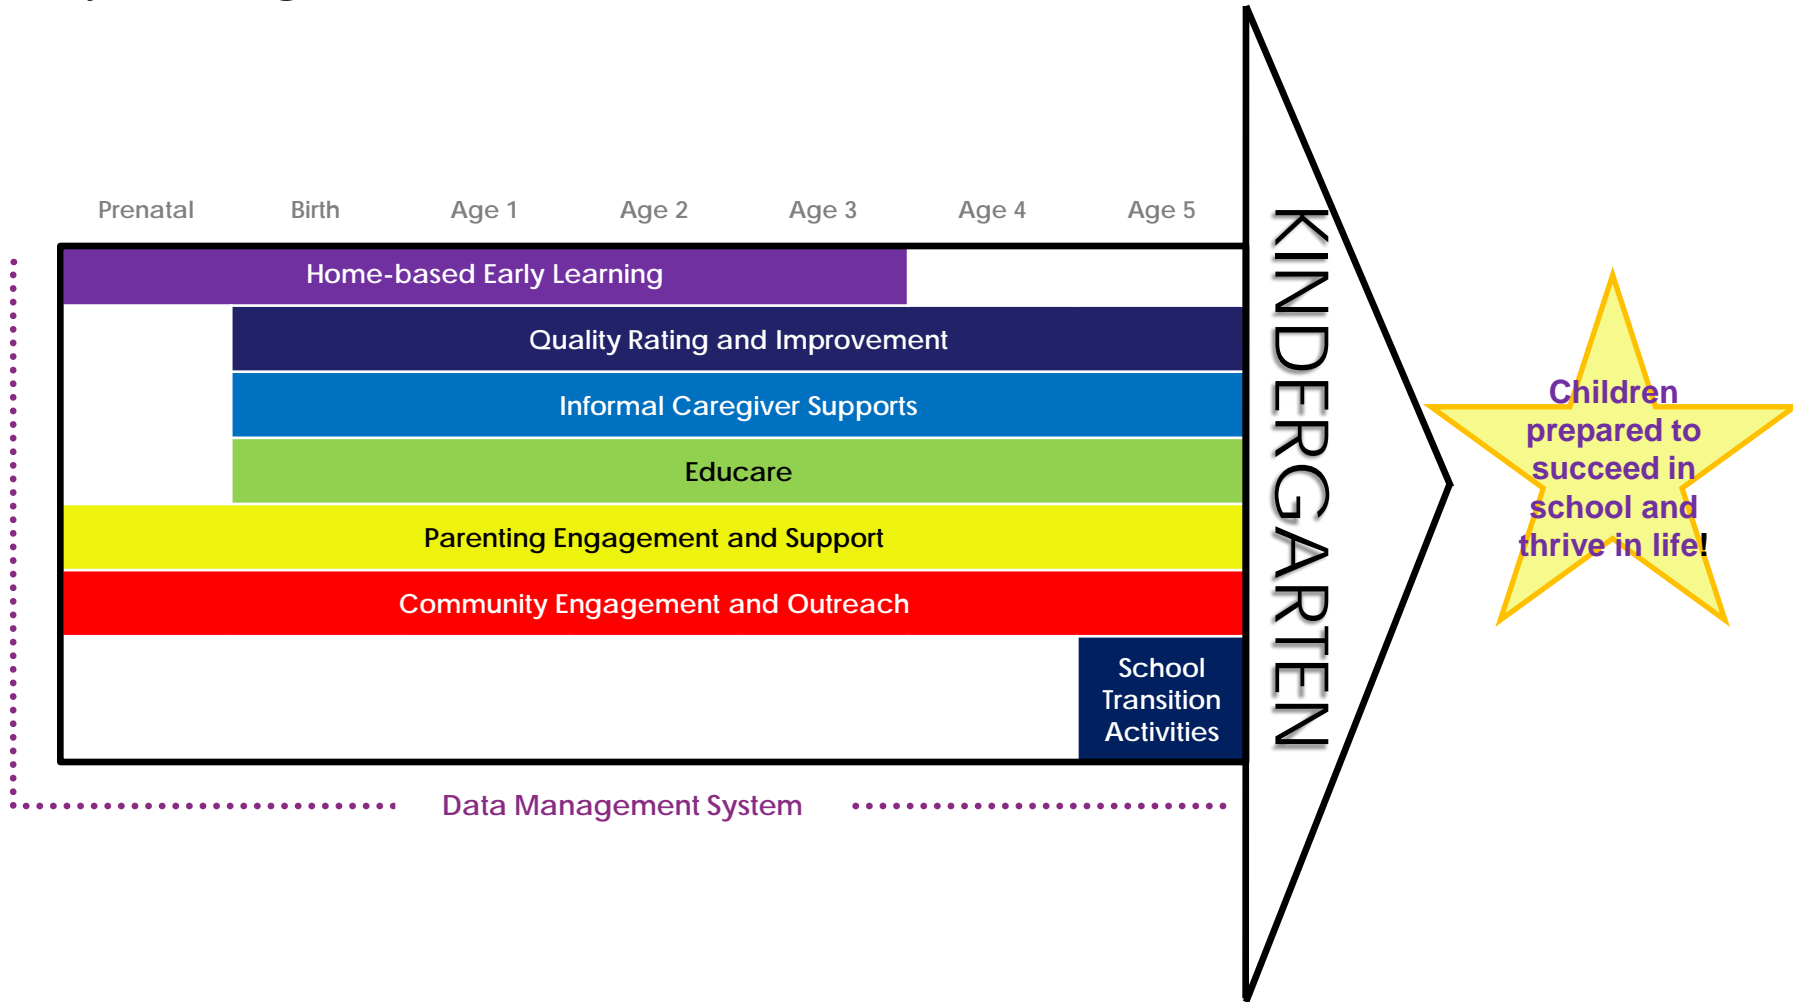 Prenatal Birth Age 1 Age 2 Age 3 Age 4 Age 5
Home-based Early Learning
Quality Rating and Improvement
Informal Caregiver Supports
Educare
Parenting Engagement and Support
Community Engagement and Outreach
School
Transition
Activities
Data Management System
KINDERGARTEN
Children
prepared to
succeed in
school and
thrive in life!